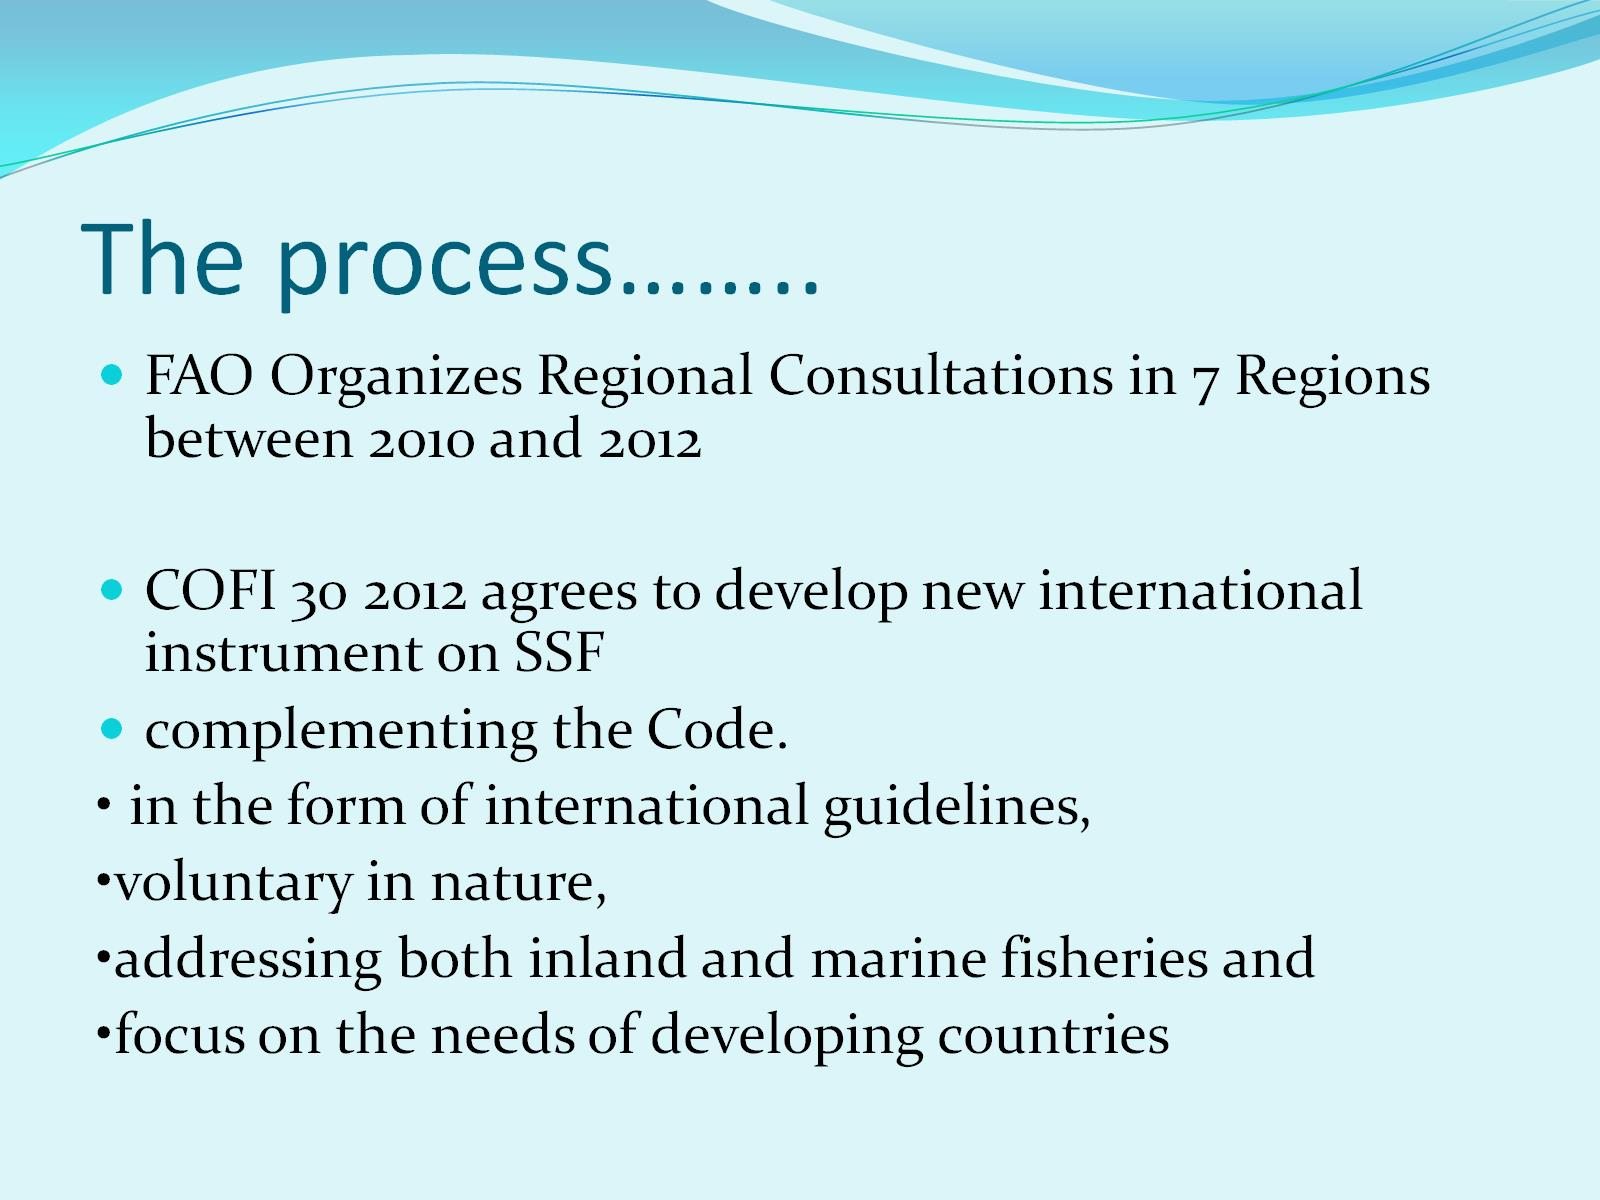 The process……..
• FAO Organizes Regional Consultations in 7 Regions
between 2010 and 2012
• COFI 30 2012 agrees to develop new international
instrument on SSF
• complementing the Code.
• in the form of international guidelines,
•voluntary in nature,
•addressing both inland and marine fisheries and
•focus on the needs of developing countries